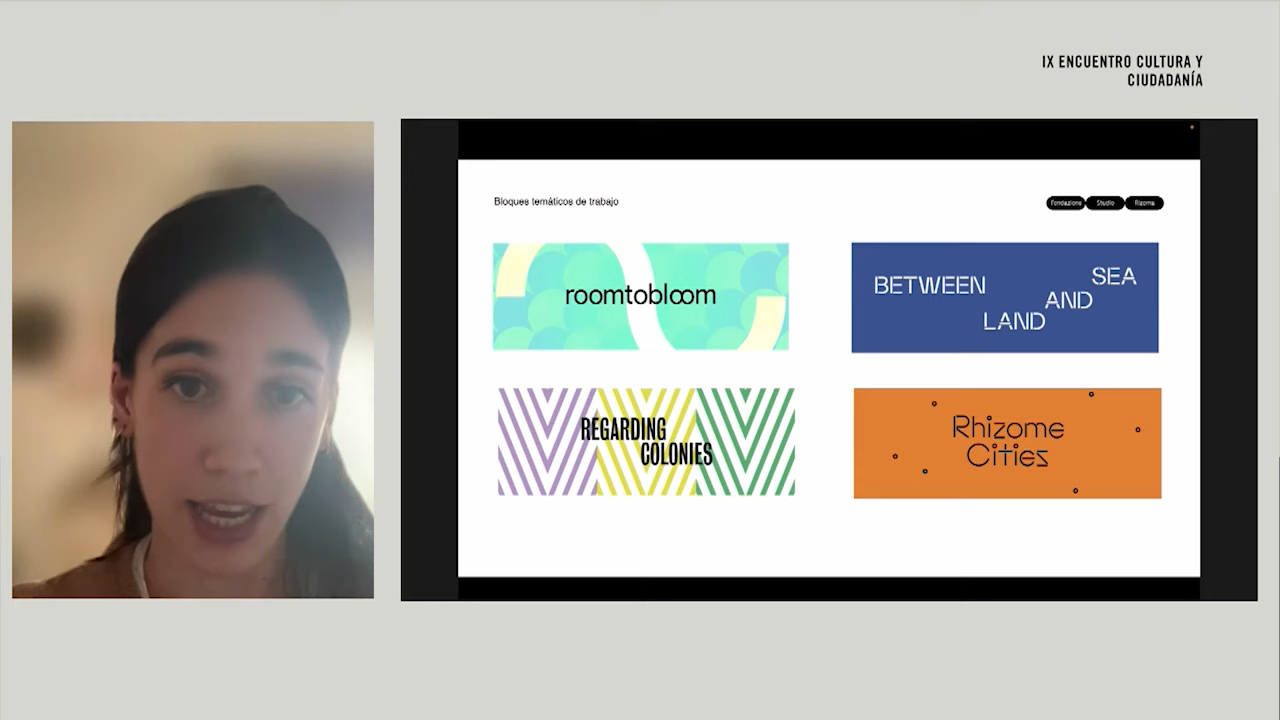 IX ENCUENTRO CULTURA Y
CIUDADANÍA
Bloques temáticos de trabajo
Fondazione Studio Rizoma
roomtobloom
BETWEEN
LAND
AND
SEA
REGARDING
COLONIES
Rhizome
Cities